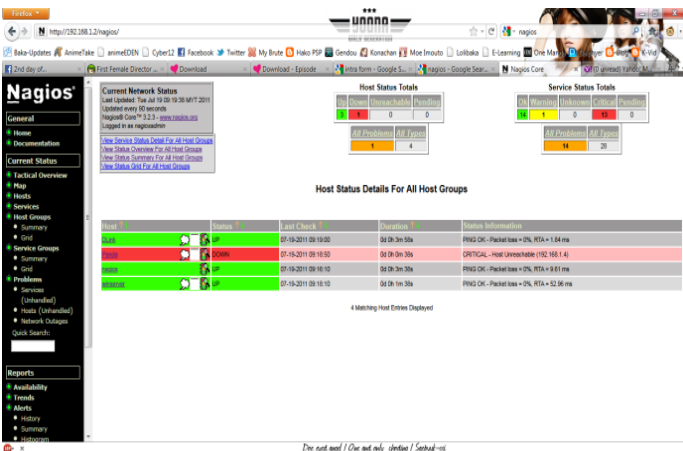 Firefox
YOONA
GIRLS' GENERATION
http://192.168.1.2/nagios/
nagios
Baka-Updates AnimeTake animeEDEN Cyber12 Facebook Twitter My Brute Hako PSP Gendou Konachan Moe Imouto Lolibaka E-Learning One Mang
2nd day of... First Female Director ... Download Download - Episode intra form - Google S... nagios - Google Sear... Nagios Core (0 unread) Yahoo! M...
Nagios®
General
Home
Documentation
Current Status
Tactical Overview
Map
Hosts
Services
Host Groups
Summary
Grid
Service Groups
Summary
Grid
Problems
Services
(Unhandled)
Hosts (Unhandled)
Network Outages
Quick Search:
Reports
Availability
Trends
Alerts
History
Summary
Histogram
Current Network Status
Last Updated: Tue Jul 19 09:19:38 MYT 2011
Updated every 90 seconds
Nagios® Core™ 3.2.3 - www.nagios.org
Logged in as nagiosadmin
View Service Status Detail For All Host Groups
View Status Overview For All Host Groups
View Status Summary For All Host Groups
View Status Grid For All Host Groups
Host Status Totals
Up Down Unreachable Pending
3 1 0 0
All Problems All Types
1 4
Service Status Totals
Ok Warning Unknown Critical Pending
14 1 0 13 0
All Problems All Types
14 28
Host Status Details For All Host Groups
Host Status Last Check Duration Status Information
UP 07-19-2011 09:19:00 0d 0h 3m 58s PING OK - Packet loss = 0%, RTA = 1.84 ms
DOWN 07-19-2011 09:18:50 0d 0h 0m 38s CRITICAL - Host Unreachable (192.168.1.4)
UP 07-19-2011 09:16:10 0d 0h 3m 38s PING OK - Packet loss = 0%, RTA = 9.61 ms
UP 07-19-2011 09:18:10 0d 0h 1m 38s PING OK - Packet loss = 0%, RTA = 52.96 ms
4 Matching Host Entries Displayed